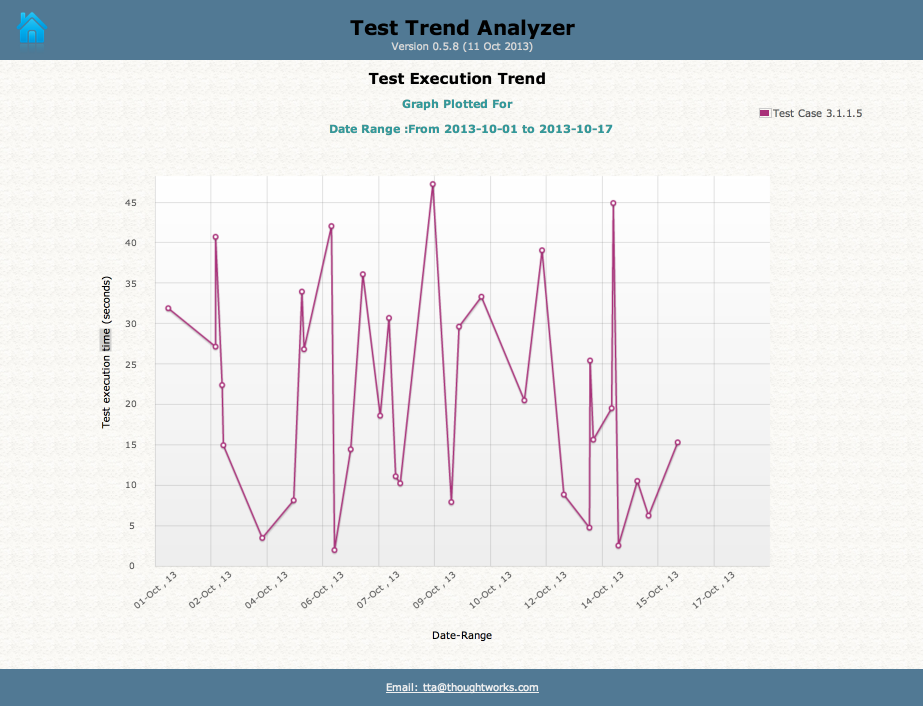 Test Trend Analyzer
Version 0.5.8 (11 Oct 2013)
Test Execution Trend
Graph Plotted For
Date Range :From 2013-10-01 to 2013-10-17
Test Case 3.1.1.5
Test execution time (seconds)
45
40
35
30
25
20
15
10
5
0
01-Oct , 13
02-Oct , 13
04-Oct , 13
06-Oct , 13
07-Oct , 13
09-Oct , 13
10-Oct , 13
12-Oct , 13
14-Oct , 13
15-Oct , 13
17-Oct , 13
Date-Range
Email: tta@thoughtworks.com